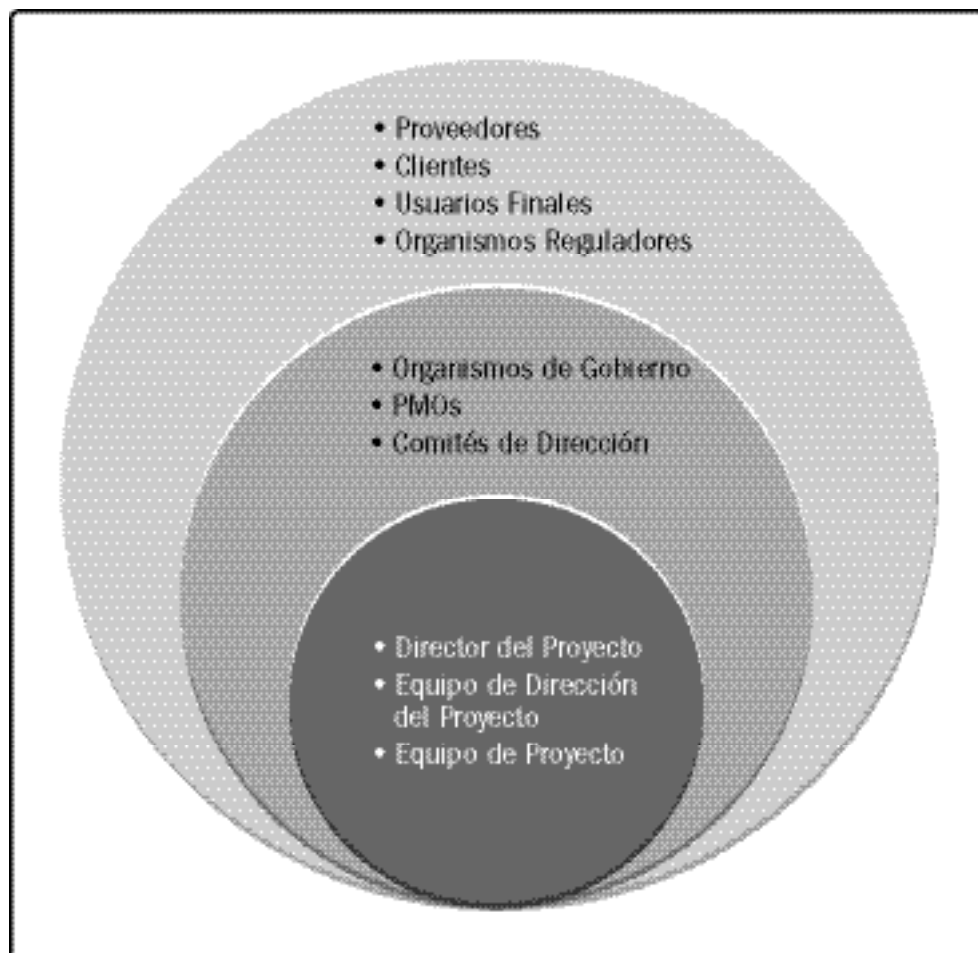 • Proveedores
• Clientes
• Usuarios Finales
• Organismos Reguladores
• Organismos de Gobierno
• PMOs
• Comités de Dirección
• Director del Proyecto
• Equipo de Dirección
del Proyecto
• Equipo de Proyecto